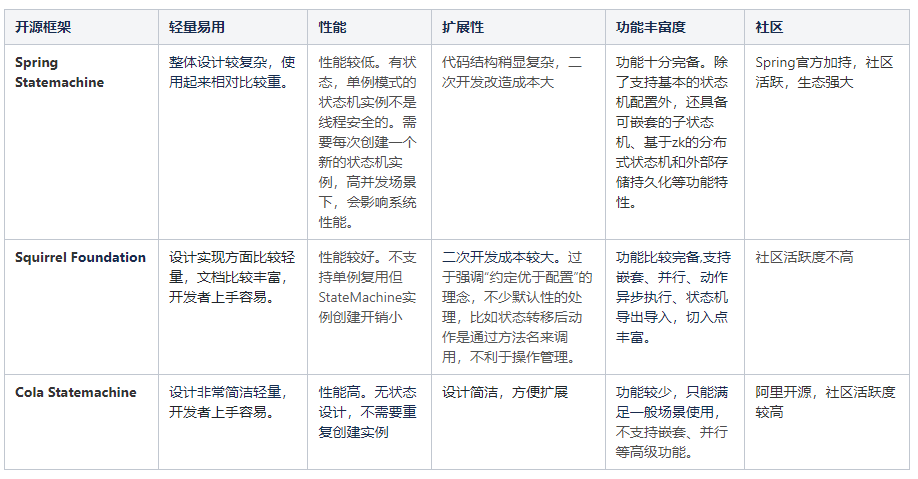 开源框架
轻量易用
性能
扩展性
功能丰富度
社区
Spring
Statemachine
整体设计较复杂，使
用起来相对比较重。
性能较低。有状
态，单例模式的
状态机实例不是
线程安全的。需
要每次创建一个
新的状态机实
例，高并发场景
下，会影响系统
性能。
代码结构稍显复杂，二
次开发改造成本大
功能十分完备。除
了支持基本的状态
机配置外，还具备
可嵌套的子状态
机、基于zk的分布
式状态机和外部存
储持久化等功能特
性。
Spring官方加持，社区
活跃，生态强大
Squirrel Foundation
设计实现方面比较轻
量，文档比较丰富，
开发者上手容易。
性能较好。不支
持单例复用但
StateMachine实
例创建开销小
二次开发成本较大。过
于强调“约定优于配置”的
理念，不少默认性的处
理，比如状态转移后动
作是通过方法名来调
用，不利于操作管理。
功能比较完备,支持
嵌套、并行、动作
异步执行、状态机
导出导入，切入点
丰富。
社区活跃度不高
Cola Statemachine
设计非常简洁轻量，
开发者上手容易。
性能高。无状态
设计，不需要重
复创建实例
设计简洁，方便扩展
功能较少，只能满
足一般场景使用，
不支持嵌套、并行
等高级功能。
阿里开源，社区活跃度
较高